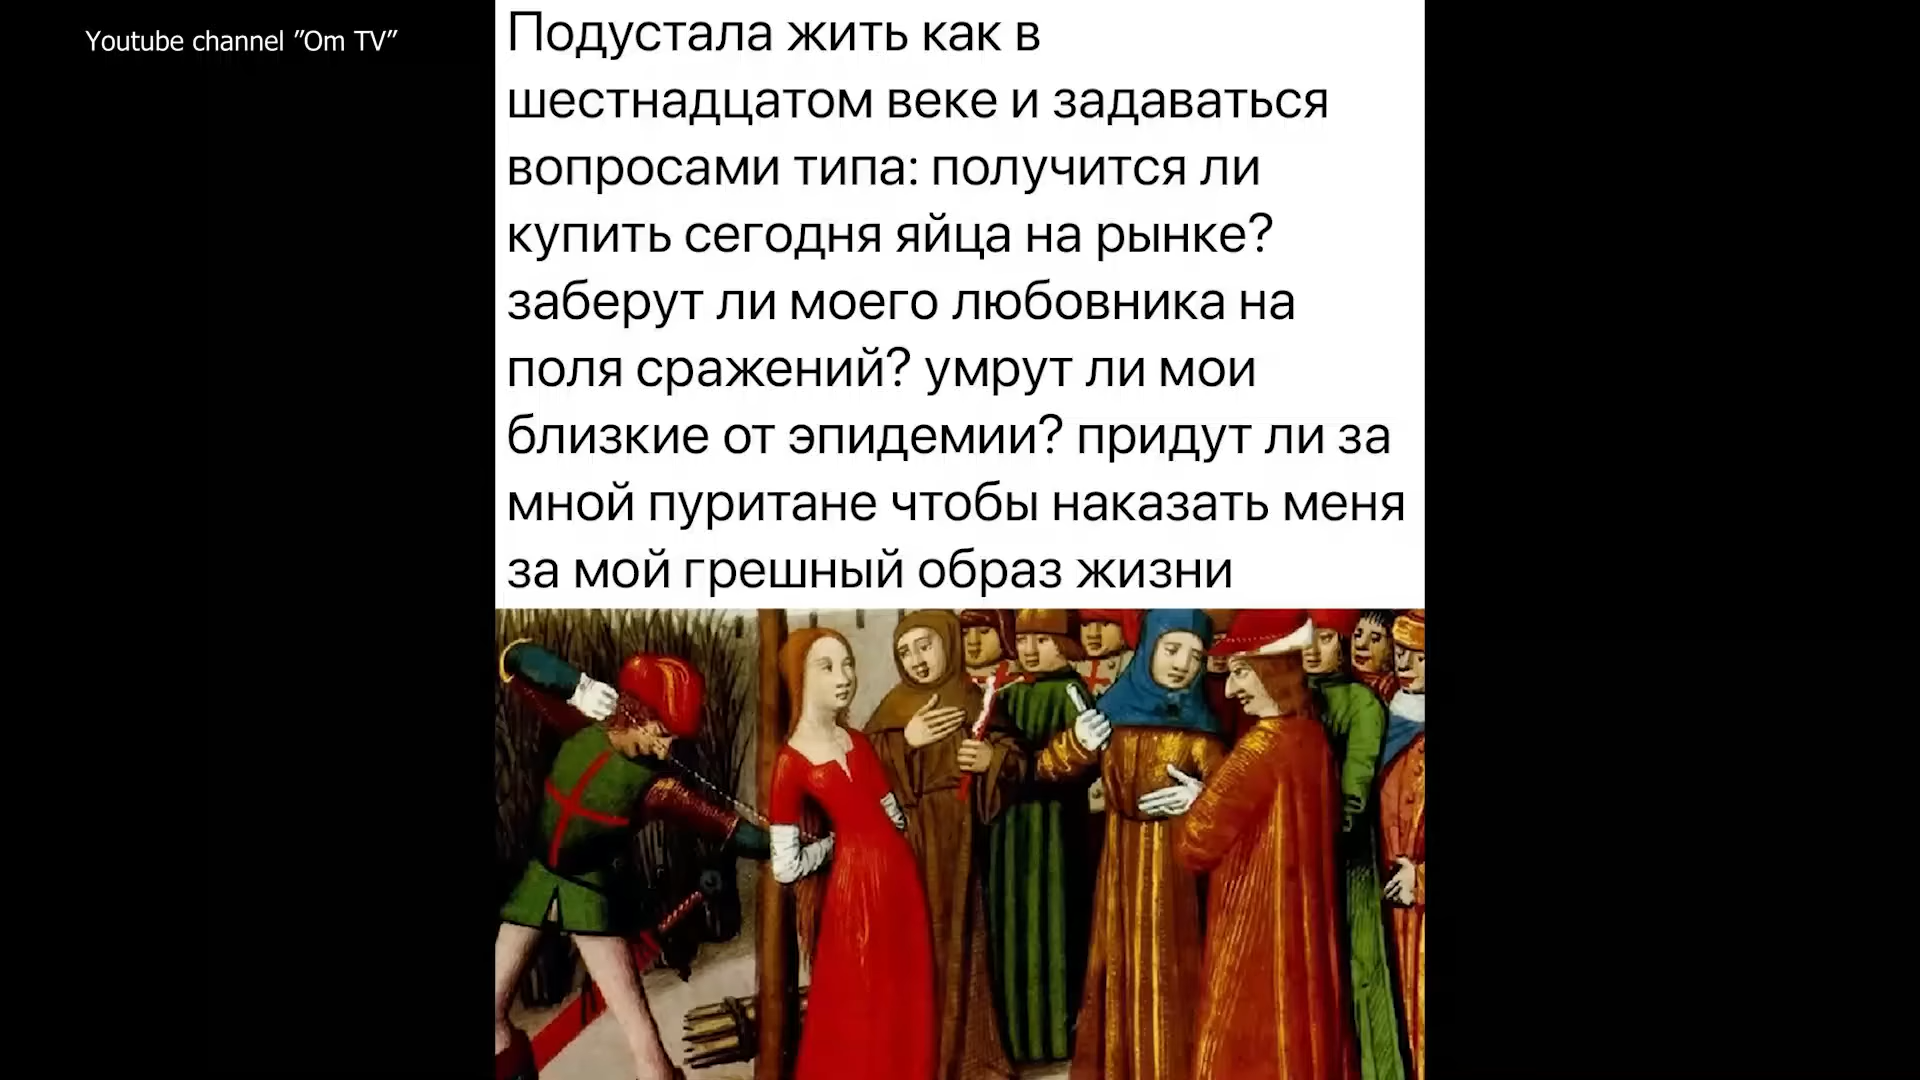 Youtube channel ”Om TV”
Подустала жить как в
шестнадцатом веке и задаваться
вопросами типа: получится ли
купить сегодня яйца на рынке?
заберут ли моего любовника на
поля сражений? умрут ли мои
близкие от эпидемии? придут ли за
мной пуритане чтобы наказать меня
за мой грешный образ жизни